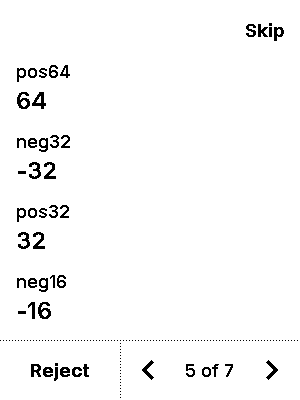 Skip
pos64
64
neg32
-32
pos32
32
neg16
-16
Reject
5 of 7